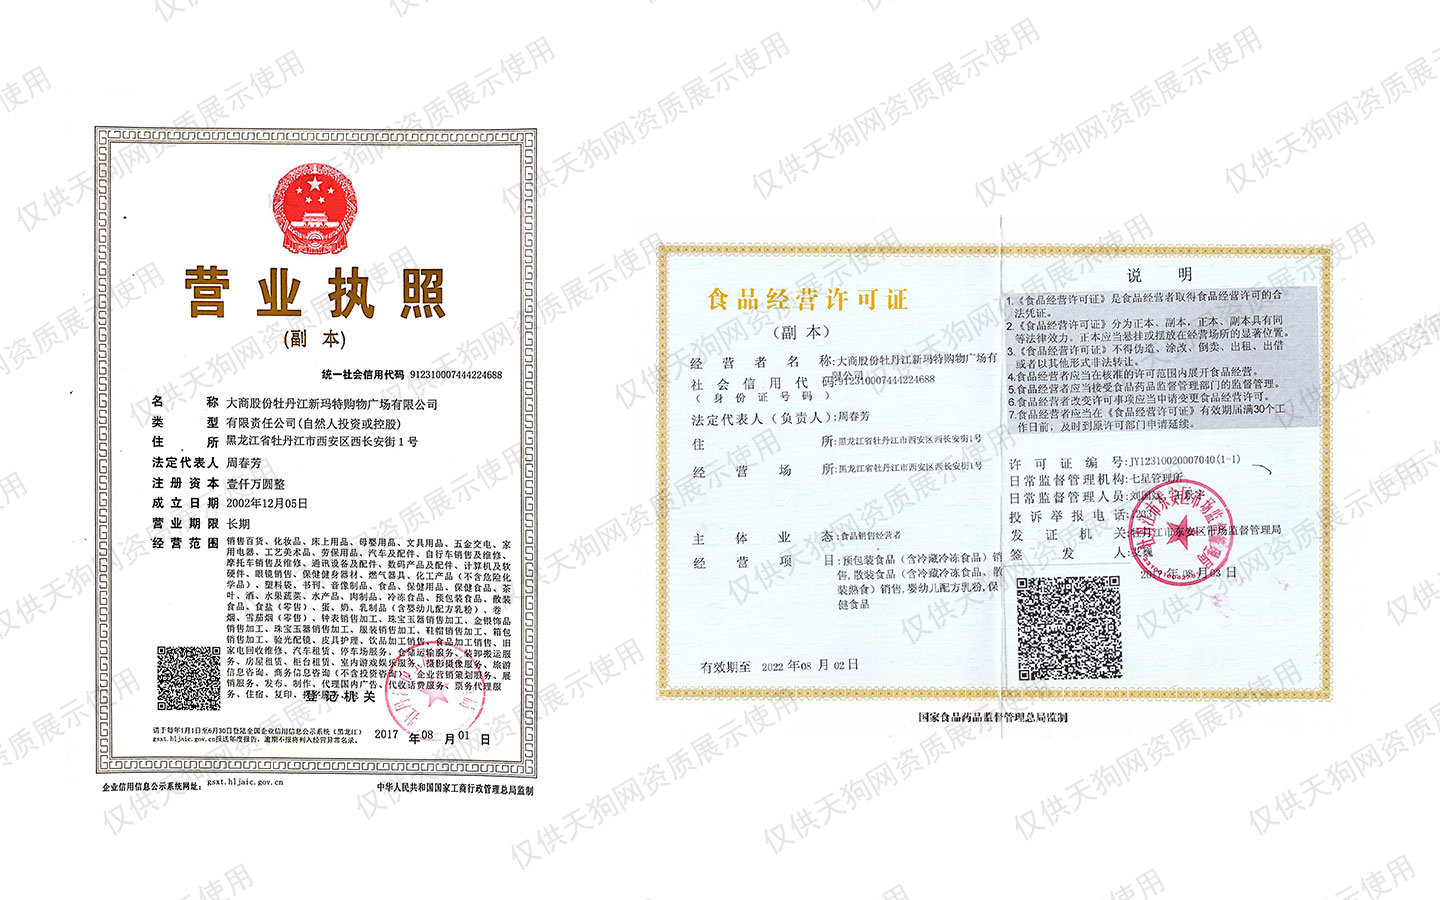 营业执照
(副 本)
统一社会信用代码 912310007444224688
名 称 大商股份牡丹江新玛特购物广场有限公司
类 型 有限责任公司(自然人投资或控股)
住 所 黑龙江省牡丹江市西安区西长安街1号
法定代表人 周春芳
注册资本 壹仟万圆整
成立日期 2002年12月05日
营业期限 长期
经营范围 销售百货、化妆品、床上用品、母婴用品、文具用品、五金交电、家
用电器、工艺美术品、劳保用品、汽车及配件、自行车销售及维修、
摩托车销售及维修、通讯设备及配件、数码产品及配件、计算机及软
硬件、眼镜销售、保健健身器材、燃气器具、化工产品（不含危险化
学品）、塑料袋、书刊、音像制品、食品、保健用品、保健食品、茶
叶、酒、水果蔬菜、水产品、肉制品、冷冻食品、预包装食品、散装
食品、食盐（零售）、蛋、奶、乳制品（含婴幼儿配方乳粉）、卷
烟、雪茄烟（零售）、钟表销售加工、珠宝玉器销售加工、金银饰品
销售加工、珠宝玉器销售加工、服装销售加工、鞋帽销售加工、箱包
销售加工、验光配镜、皮具护理、饮品加工销售、食品加工销售、旧
家电回收维修、汽车租赁、停车场服务、仓储运输服务、装卸搬运服
务、房屋租赁、柜台租赁、室内游戏娱乐服务、摄影摄像服务、旅游
信息咨询、商务信息咨询（不含投资咨询）、企业营销策划服务、展
销服务、发布、制作、代理国内广告、代收话费服务、票务代理服
务、住宿、复印、
登记机关
2017 年 08 月 01 日
请于每年1月1日至6月30日登陆全国企业信用信息公示系统（黑龙江）
gsxt.hljaic.gov.cn报送年度报告，逾期不报将列入经营异常名录。
企业信用信息公示系统网址： gsxt.hljaic.gov.cn
中华人民共和国国家工商行政管理总局监制
食品经营许可证
（副 本）
经营者名称:大商股份牡丹江新玛特购物广场有
限公司
社会信用代码:912310007444224688
（身份证号码）
法定代表人（负责人）:周春芳
住 所:黑龙江省牡丹江市西安区西长安街1号
经营场所:黑龙江省牡丹江市西安区西长安街1号
主体业态:食品销售经营者
经营项目:预包装食品（含冷藏冷冻食品）销
售,散装食品（含冷藏冷冻食品、散
装熟食）销售,婴幼儿配方乳粉,保
健食品
有效期至 2022 年 08 月 02 日
说 明
1.《食品经营许可证》是食品经营者取得食品经营许可的合
法凭证。
2.《食品经营许可证》分为正本、副本，正本、副本具有同
等法律效力。正本应当悬挂或摆放在经营场所的显著位置。
3.《食品经营许可证》不得伪造、涂改、倒卖、出租、出借
或者以其他形式非法转让。
4.食品经营者应当在核准的许可范围内展开食品经营。
5.食品经营者应当接受食品药品监督管理部门的监督管理。
6.食品经营者改变许可事项应当申请变更食品经营许可。
7.食品经营者应当在《食品经营许可证》有效期届满30个工
作日前，及时到原许可部门申请延续。
许可证编号:JY12310020007040(1-1)
日常监督管理机构:七星管理所
日常监督管理人员:刘国斌、
投诉举报电话:12331
发证机关:牡丹江市东安区市场监督管理局
签发人:
2017 年 08 月 03 日
国家食品药品监督管理总局监制
仅供天狗网资质展示使用